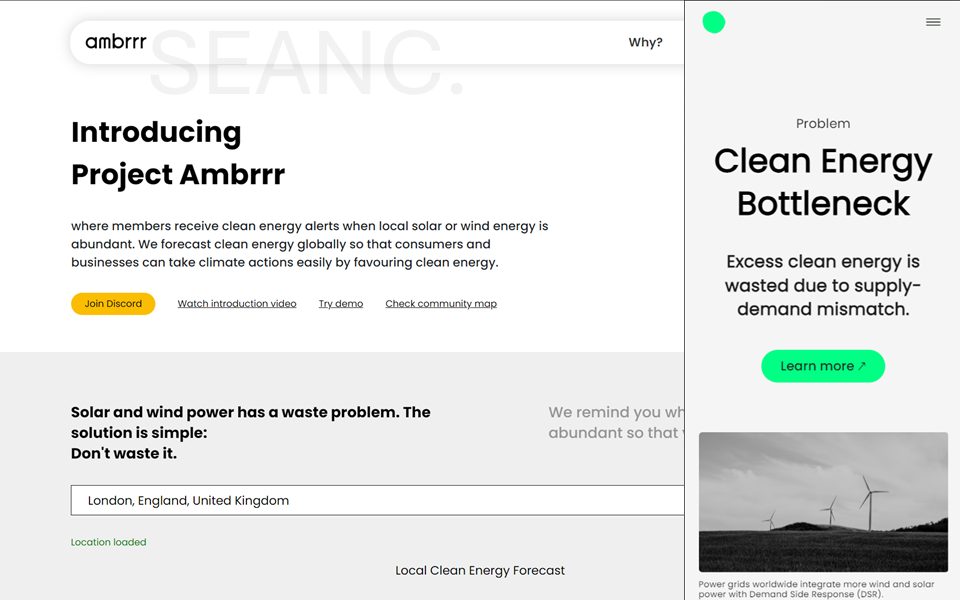 SEANC.
ambrrr
Why?
Introducing
Project Ambrrr
where members receive clean energy alerts when local solar or wind energy is
abundant. We forecast clean energy globally so that consumers and
businesses can take climate actions easily by favouring clean energy.
Join Discord
Watch introduction video
Try demo
Check community map
Solar and wind power has a waste problem. The
solution is simple:
Don't waste it.
We remind you
abundant so that
London, England, United Kingdom
Location loaded
Local Clean Energy Forecast
Problem
Clean Energy
Bottleneck
Excess clean energy is
wasted due to supply-
demand mismatch.
Learn more ↗
Power grids worldwide integrate more wind and solar
power with Demand Side Response (DSR).